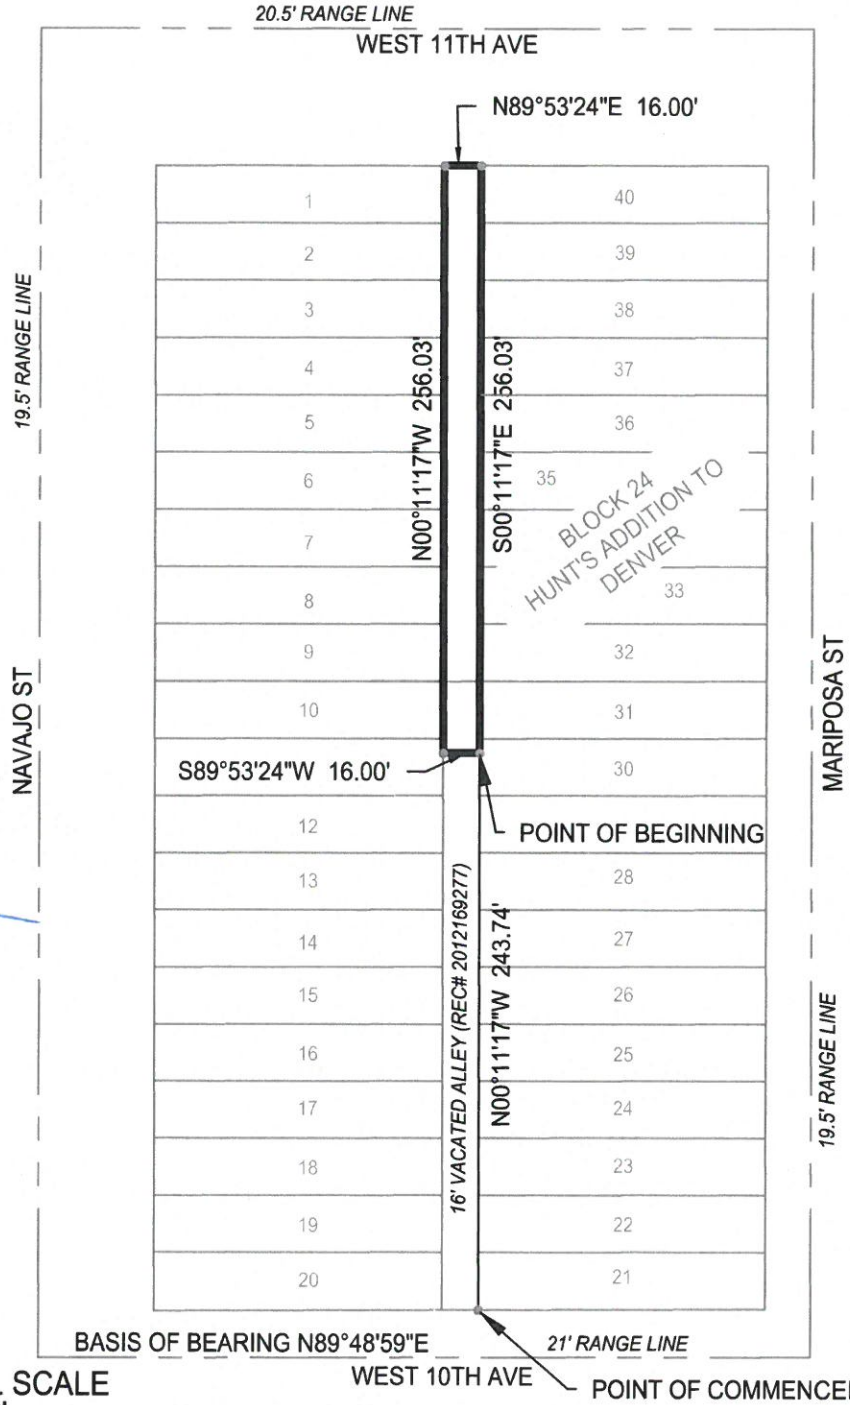 20.5' RANGE LINE
WEST 11TH AVE
N89°53'24"E 16.00'
1
40
2
39
3
38
19.5' RANGE LINE
4
37
N00°11'17"W 256.03'
S00°11'17"E 256.03'
5
36
6
35
BLOCK 24
HUNT'S ADDITION TO
DENVER
7
8
33
9
32
NAVAJO ST
MARIPOSA ST
10
31
S89°53'24"W 16.00'
30
12
POINT OF BEGINNING
13
28
16' VACATED ALLEY (REC# 2012169277)
N00°11'17"W 243.74'
14
27
15
26
19.5' RANGE LINE
16
25
17
24
18
23
19
22
20
21
BASIS OF BEARING N89°48'59"E
21' RANGE LINE
SCALE
WEST 10TH AVE
POINT OF COMMENCE